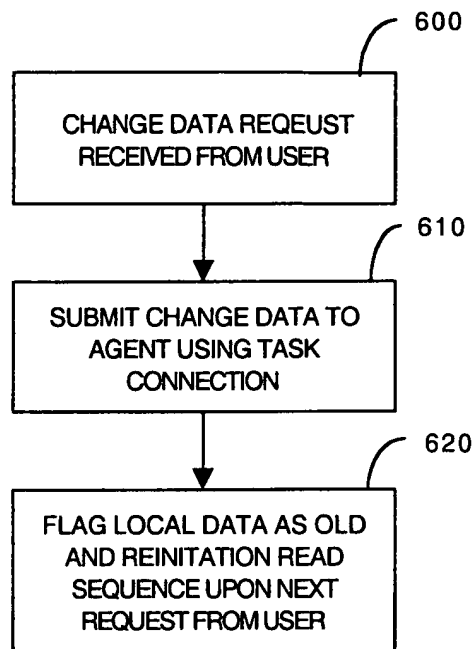 600
CHANGE DATA REQEUST
RECEIVED FROM USER
610
SUBMIT CHANGE DATA TO
AGENT USING TASK
CONNECTION
620
FLAG LOCAL DATA AS OLD
AND REINITATION READ
SEQUENCE UPON NEXT
REQUEST FROM USER